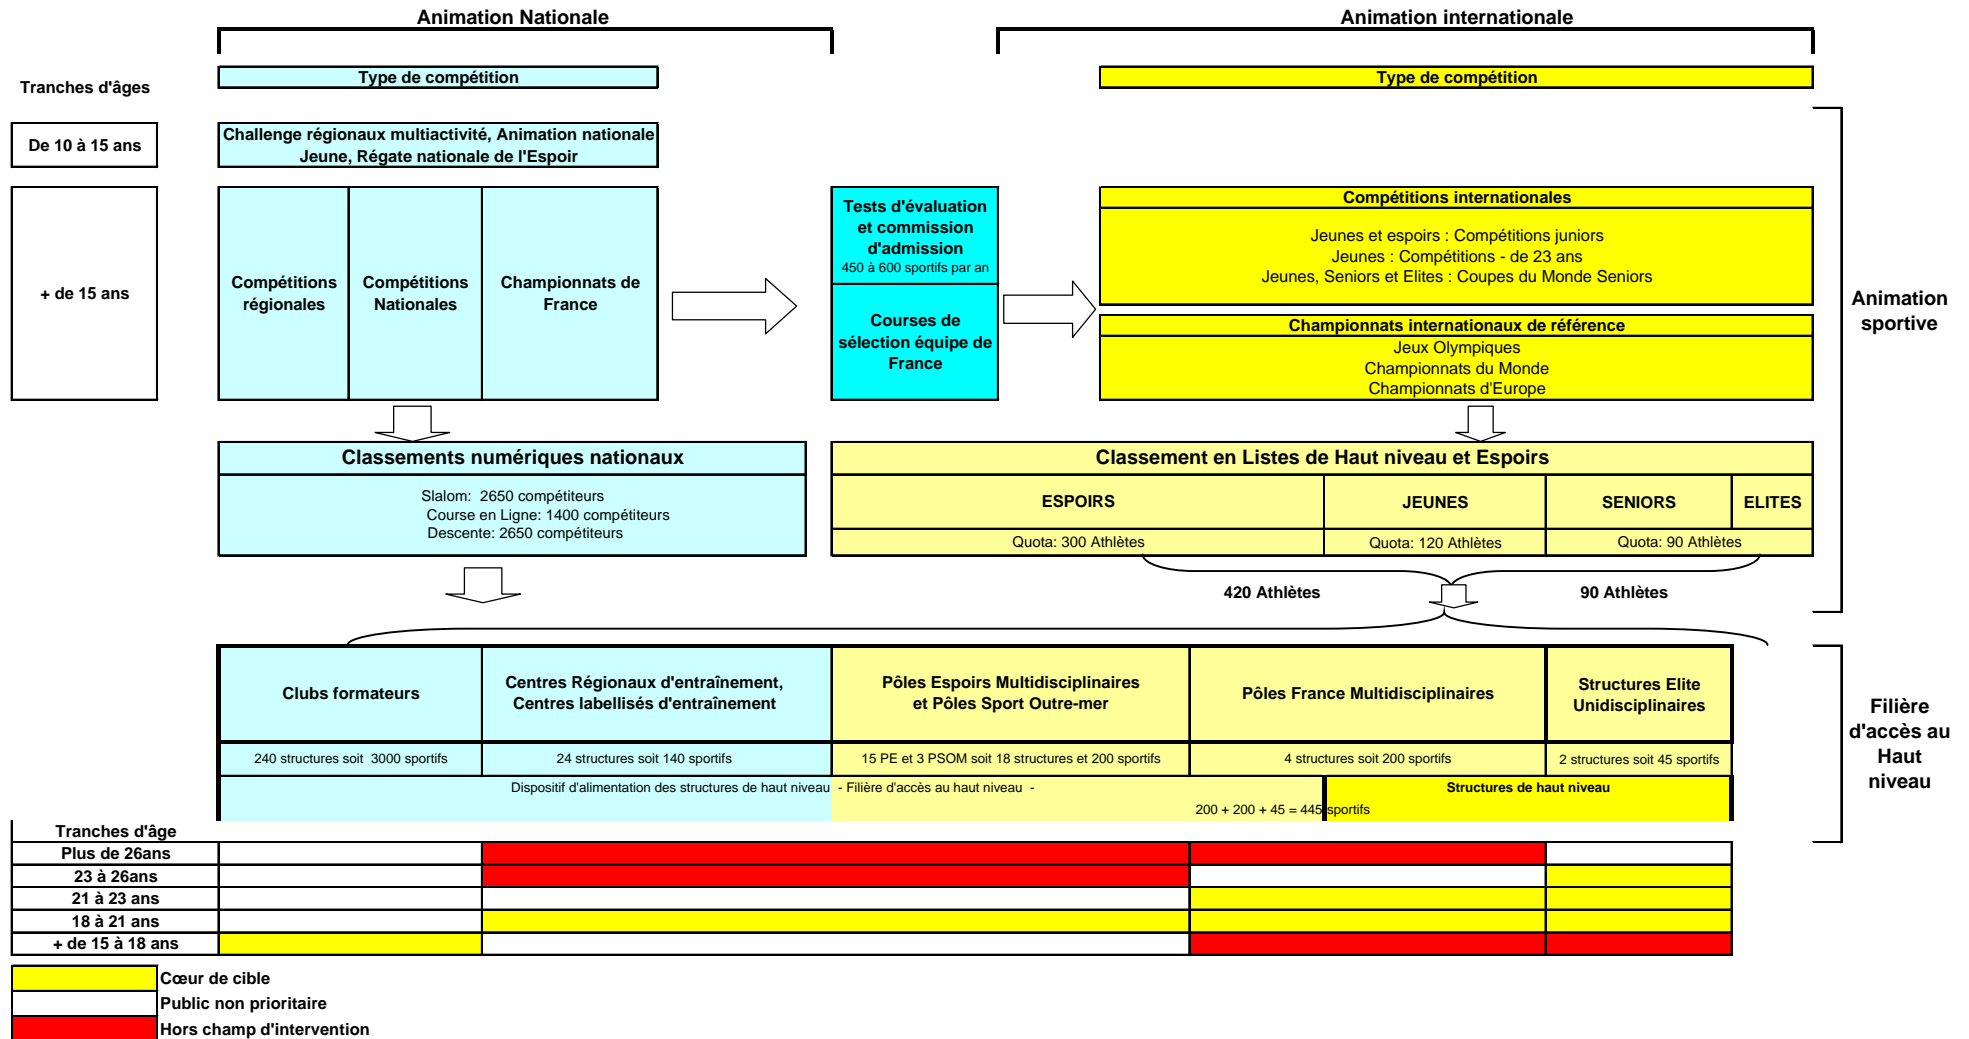 Animation Nationale
Animation internationale
Type de compétition
Type de compétition
Tranches d'âges
De 10 à 15 ans
Challenge régionaux multiactivité, Animation nationale
Jeune, Régate nationale de l'Espoir
+ de 15 ans
Compétitions
régionales
Compétitions
Nationales
Championnats de
France
Tests d'évaluation
et commission
d'admission
450 à 600 sportifs par an
Courses de
sélection équipe de
France
Compétitions internationales
Jeunes et espoirs : Compétitions juniors
Jeunes : Compétitions - de 23 ans
Jeunes, Seniors et Elites : Coupes du Monde Seniors
Championnats internationaux de référence
Jeux Olympiques
Championnats du Monde
Championnats d'Europe
Animation
sportive
Classements numériques nationaux
Slalom: 2650 compétiteurs
Course en Ligne: 1400 compétiteurs
Descente: 2650 compétiteurs
Classement en Listes de Haut niveau et Espoirs
ESPOIRS
JEUNES
SENIORS
ELITES
Quota: 300 Athlètes
Quota: 120 Athlètes
Quota: 90 Athlètes
420 Athlètes
90 Athlètes
Clubs formateurs
Centres Régionaux d'entraînement,
Centres labellisés d'entraînement
Pôles Espoirs Multidisciplinaires
et Pôles Sport Outre-mer
Pôles France Multidisciplinaires
Structures Elite
Unidisciplinaires
240 structures soit 3000 sportifs
24 structures soit 140 sportifs
15 PE et 3 PSOM soit 18 structures et 200 sportifs
4 structures soit 200 sportifs
2 structures soit 45 sportifs
Dispositif d'alimentation des structures de haut niveau - Filière d'accès au haut niveau -
Structures de haut niveau
200 + 200 + 45 = 445 sportifs
Filière
d'accès au
Haut
niveau
Tranches d'âge
Plus de 26ans
23 à 26ans
21 à 23 ans
18 à 21 ans
+ de 15 à 18 ans
Cœur de cible
Public non prioritaire
Hors champ d'intervention